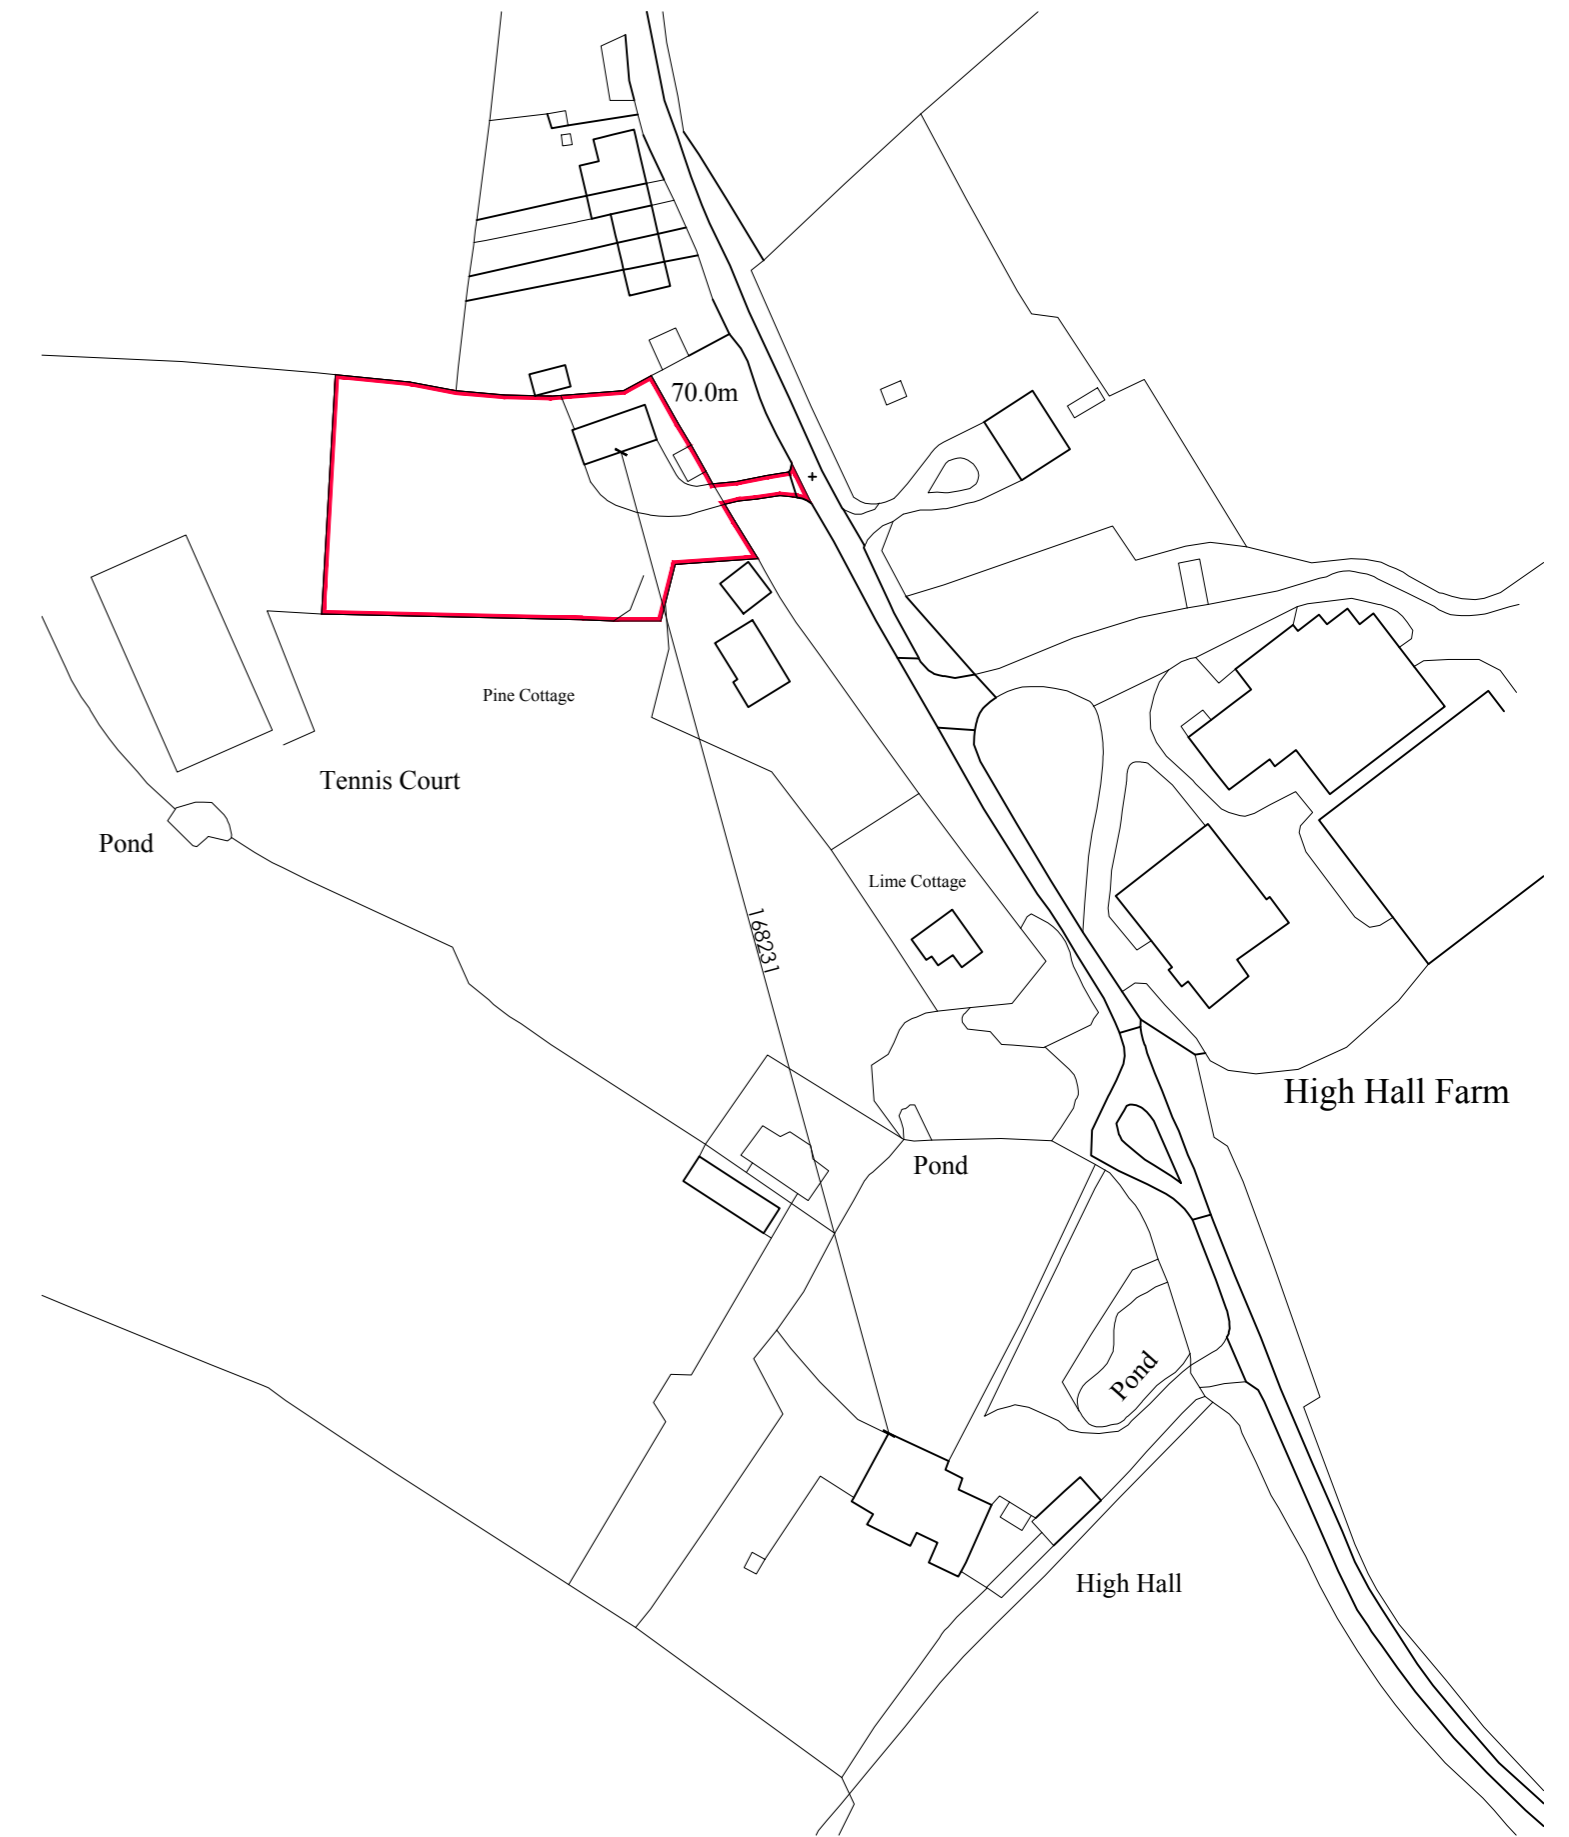 70.0m
Pine Cottage
Tennis Court
Pond
Lime Cottage
168231
High Hall Farm
Pond
Pond
High Hall